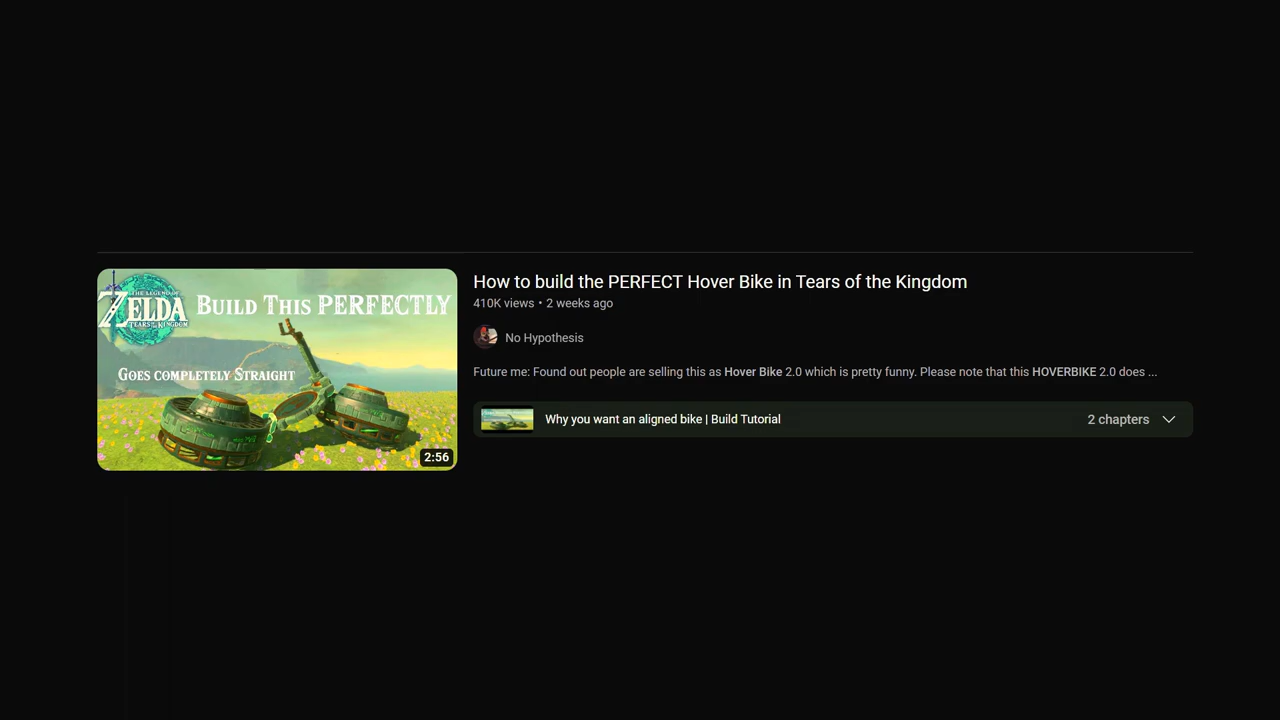 THE LEGEND OF
ZELDA
TEARS OF THE KINGDOM
BUILD THIS PERFECTLY
GOES COMPLETELY STRAIGHT
2:56
How to build the PERFECT Hover Bike in Tears of the Kingdom
410K views • 2 weeks ago
No Hypothesis
Future me: Found out people are selling this as Hover Bike 2.0 which is pretty funny. Please note that this HOVERBIKE 2.0 does ...
Why you want an aligned bike | Build Tutorial
2 chapters